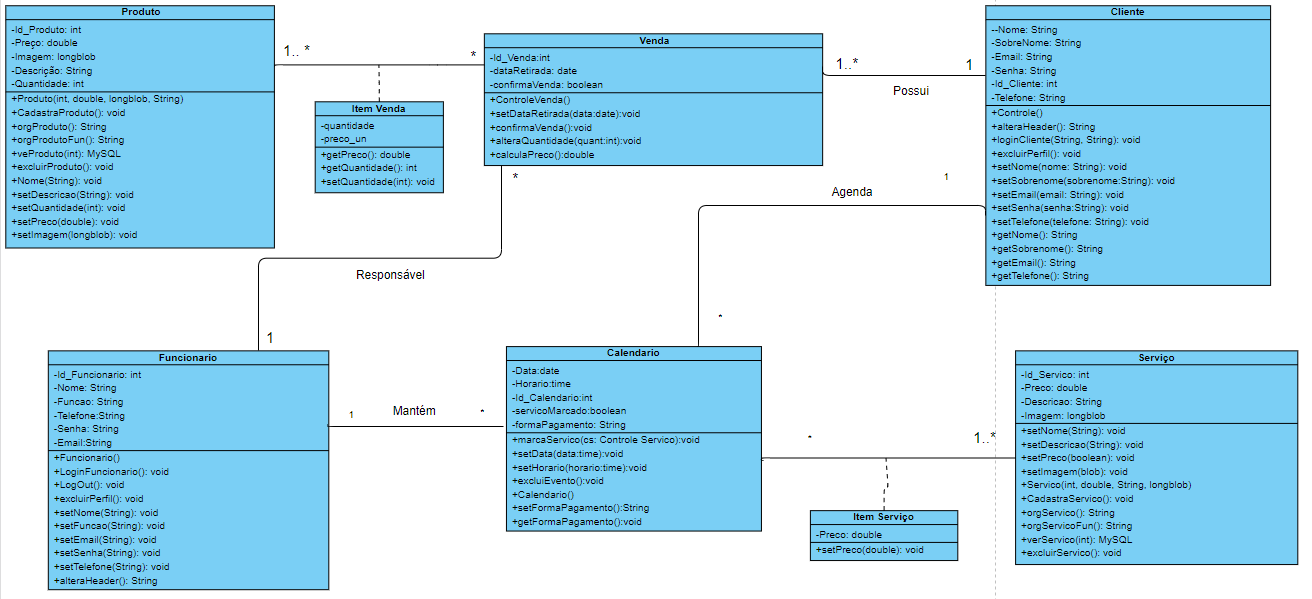 Produto
-Id_Produto: int
-Preço: double
-Imagem: longblob
-Descrição: String
-Quantidade: int
+Produto(int, double, longblob, String)
+CadastraProduto(): void
+orgProduto(): String
+orgProdutoFun(): String
+veProduto(int): MySQL
+excluirProduto(): void
+Nome(String): void
+setDescricao(String): void
+setQuantidade(int): void
+setPreco(double): void
+setImagem(longblob): void
1.. *
*
Item Venda
-quantidade
-preco_un
+getPreco(): double
+getQuantidade(): int
+setQuantidade(int): void
Venda
-Id_Venda:int
-dataRetirada: date
-confirmaVenda: boolean
+ControleVenda()
+setDataRetirada(data:date):void
+confirmaVenda():void
+alteraQuantidade(quant:int):void
+calculaPreco():double
1..*
1
Possui
Cliente
--Nome: String
-SobreNome: String
-Email: String
-Senha: String
-Id_Cliente: int
-Telefone: String
+Controle()
+alteraHeader(): String
+loginCliente(String, String): void
+excluirPerfil(): void
+setNome(nome: String): void
+setSobrenome(sobrenome:String): void
+setEmail(email: String): void
+setSenha(senha:String): void
+setTelefone(telefone: String): void
+getNome(): String
+getSobrenome(): String
+getEmail(): String
+getTelefone(): String
*
Responsável
1
1
Agenda
*
Funcionario
-Id_Funcionario: int
-Nome: String
-Funcao: String
-Telefone:String
-Senha: String
-Email:String
+Funcionario()
+LoginFuncionario(): void
+LogOut(): void
+excluirPerfil(): void
+setNome(String): void
+setFuncao(String): void
+setEmail(String): void
+setSenha(String): void
+setTelefone(String): void
+alteraHeader(): String
1
Mantém
*
Calendario
-Data:date
-Horario:time
-Id_Calendario:int
-servicoMarcado:boolean
-formaPagamento: String
+marcaServico(cs: Controle Servico):void
+setData(data:time):void
+setHorario(horario:time):void
+excluiEvento():void
+Calendario()
+setFormaPagamento():String
+getFormaPagamento():void
*
1..*
Item Serviço
-Preco: double
+setPreco(double): void
Serviço
-Id_Servico: int
-Preco: double
-Descricao: String
-Imagem: longblob
+setNome(String): void
+setDescricao(String): void
+setPreco(boolean): void
+setImagem(blob): void
+Servico(int, double, String, longblob)
+CadastraServico(): void
+orgServico(): String
+orgServicoFun(): String
+verServico(int): MySQL
+excluirServico(): void